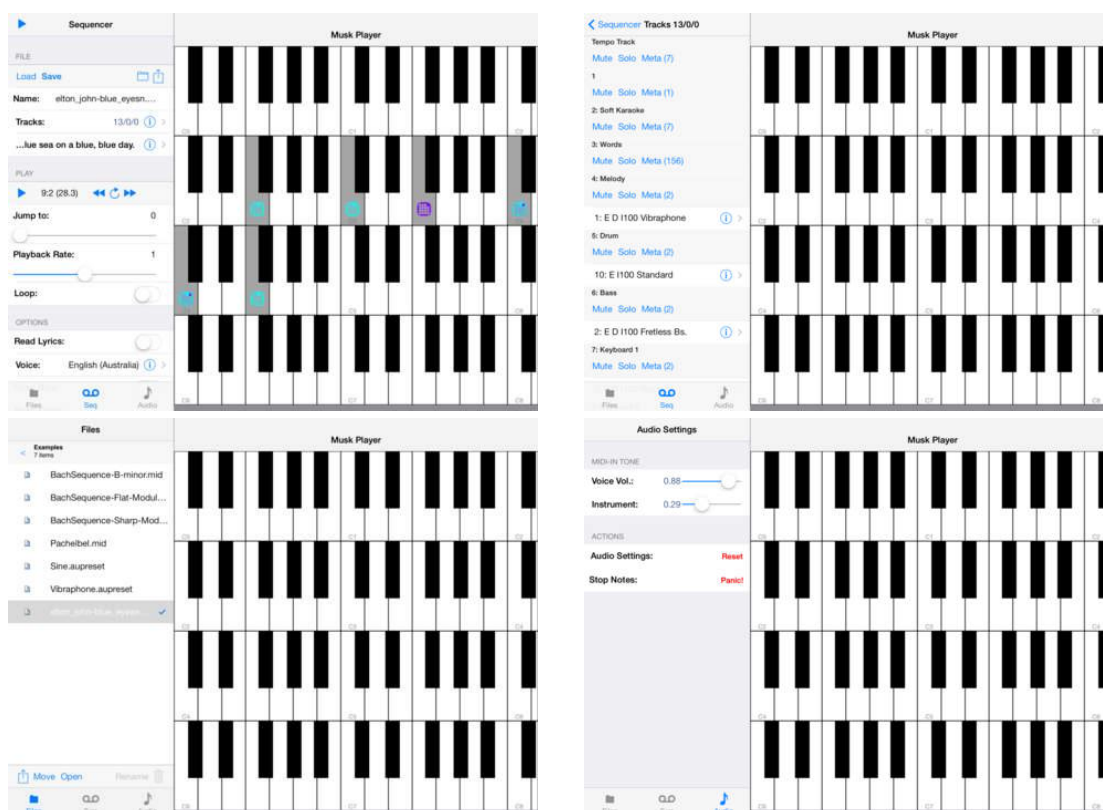 Sequencer
Musk Player
FILE
Load Save
Name: elton_john-blue_eyesn....
Tracks: 13/0/0
...lue sea on a blue, blue day.
PLAY
9:2 (28.3)
Jump to: 0
Playback Rate: 1
Loop:
OPTIONS
Read Lyrics:
Voice: English (Australia)
Files Seq Audio
Sequencer Tracks 13/0/0
Musk Player
Tempo Track
Mute Solo Meta (7)
1
Mute Solo Meta (1)
2: Soft Karaoke
Mute Solo Meta (7)
3: Words
Mute Solo Meta (156)
4: Melody
Mute Solo Meta (2)
1: E D I100 Vibraphone
5: Drum
Mute Solo Meta (2)
10: E I100 Standard
6: Bass
Mute Solo Meta (2)
2: E D I100 Fretless Bs.
7: Keyboard 1
Mute Solo Meta (2)
Files Seq Audio
Files
Musk Player
Examples
7 items
BachSequence-B-minor.mid
BachSequence-Flat-Modul...
BachSequence-Sharp-Mod...
Pachelbel.mid
Sine.aupreset
Vibraphone.aupreset
elton_john-blue_eyesn...
Move Open Rename
Audio Settings
Musk Player
MIDI-IN TONE
Voice Vol.: 0.88
Instrument: 0.29
ACTIONS
Audio Settings: Reset
Stop Notes: Panic!